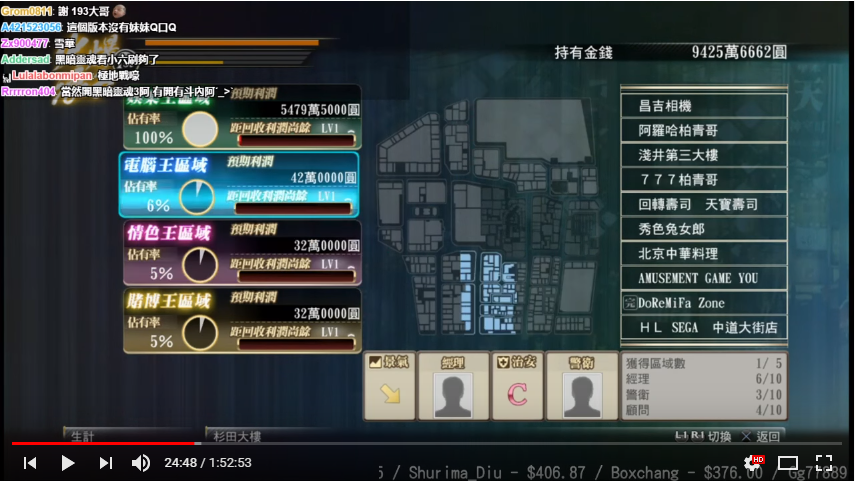 Grom0811: 謝 193大哥
A421523056: 這個版本沒有妹妹Q口Q
Zx900477: 雪華
Addersad: 黑暗靈魂看小六刷夠了
Lulalabonmipan: 極地戰嚎
Rrrrron404: 當然開黑暗靈魂3阿 有開有斗內阿ˊ_>ˋ
持有金錢 9425萬6662圓
娛樂王區域 預期利潤
5479萬5000圓
佔有率
100%
距回收利潤尚餘 LV1
電腦王區域 預期利潤
42萬0000圓
佔有率
6%
距回收利潤尚餘 LV1
情色王區域 預期利潤
32萬0000圓
佔有率
5%
距回收利潤尚餘 LV1
賭博王區域 預期利潤
32萬0000圓
佔有率
5%
距回收利潤尚餘 LV1
昌吉相機
阿羅哈柏青哥
淺井第三大樓
７７７柏青哥
回轉壽司 天寶壽司
秀色兔女郎
北京中華料理
AMUSEMENT GAME YOU
完 DoReMiFa Zone
ＨＬ SEGA 中道大街店
景氣 經理 治安 警衛
C
獲得區域數 1/ 5
經理 6/10
警衛 3/10
顧問 4/10
生計 杉田大樓
L1 R1 切換 × 返回
24:48 / 1:52:53
HD
5 / Shurima_Diu - $406.87 / Boxchang - $376.00 / Gg77889